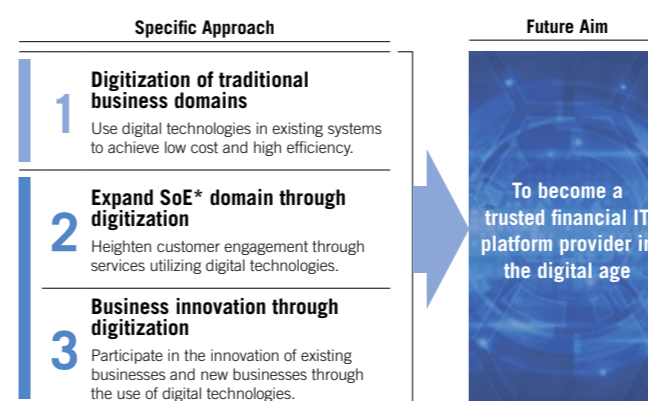 Specific Approach
Future Aim
1
Digitization of traditional
business domains
Use digital technologies in existing systems
to achieve low cost and high efficiency.
2
Expand SoE* domain through
digitization
Heighten customer engagement through
services utilizing digital technologies.
3
Business innovation through
digitization
Participate in the innovation of existing
businesses and new businesses through
the use of digital technologies.
To become a
trusted financial IT
platform provider in
the digital age